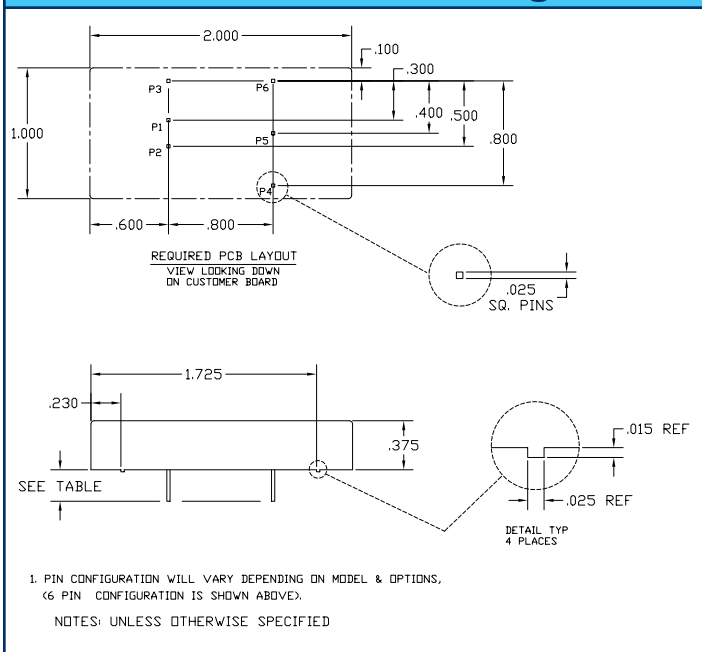 2.000
.100
.300
P3
P6
1.000
P1
.400
.500
P5
.800
P2
P4
.600
.800
REQUIRED PCB LAYOUT
VIEW LOOKING DOWN
ON CUSTOMER BOARD
.025
SQ. PINS
1.725
.230
.375
.015 REF
SEE TABLE
.025 REF
DETAIL TYP
4 PLACES
1. PIN CONFIGURATION WILL VARY DEPENDING ON MODEL & OPTIONS,
(6 PIN CONFIGURATION IS SHOWN ABOVE).
NOTES: UNLESS OTHERWISE SPECIFIED